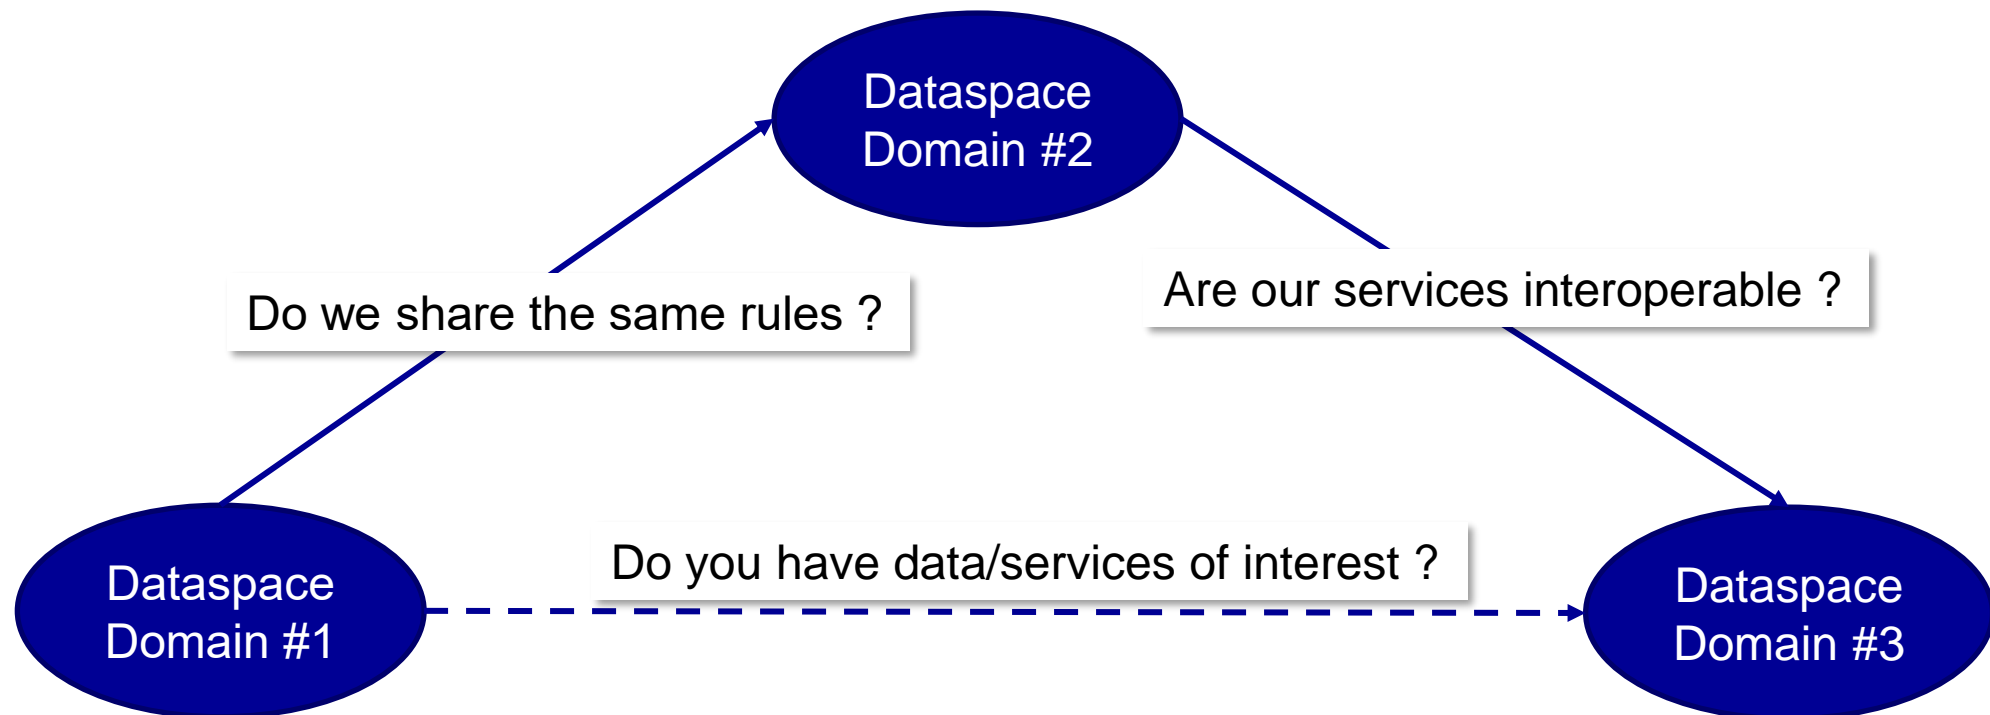 Dataspace
Domain #2
Do we share the same rules ?
Are our services interoperable ?
Do you have data/services of interest ?
Dataspace
Domain #1
Dataspace
Domain #3